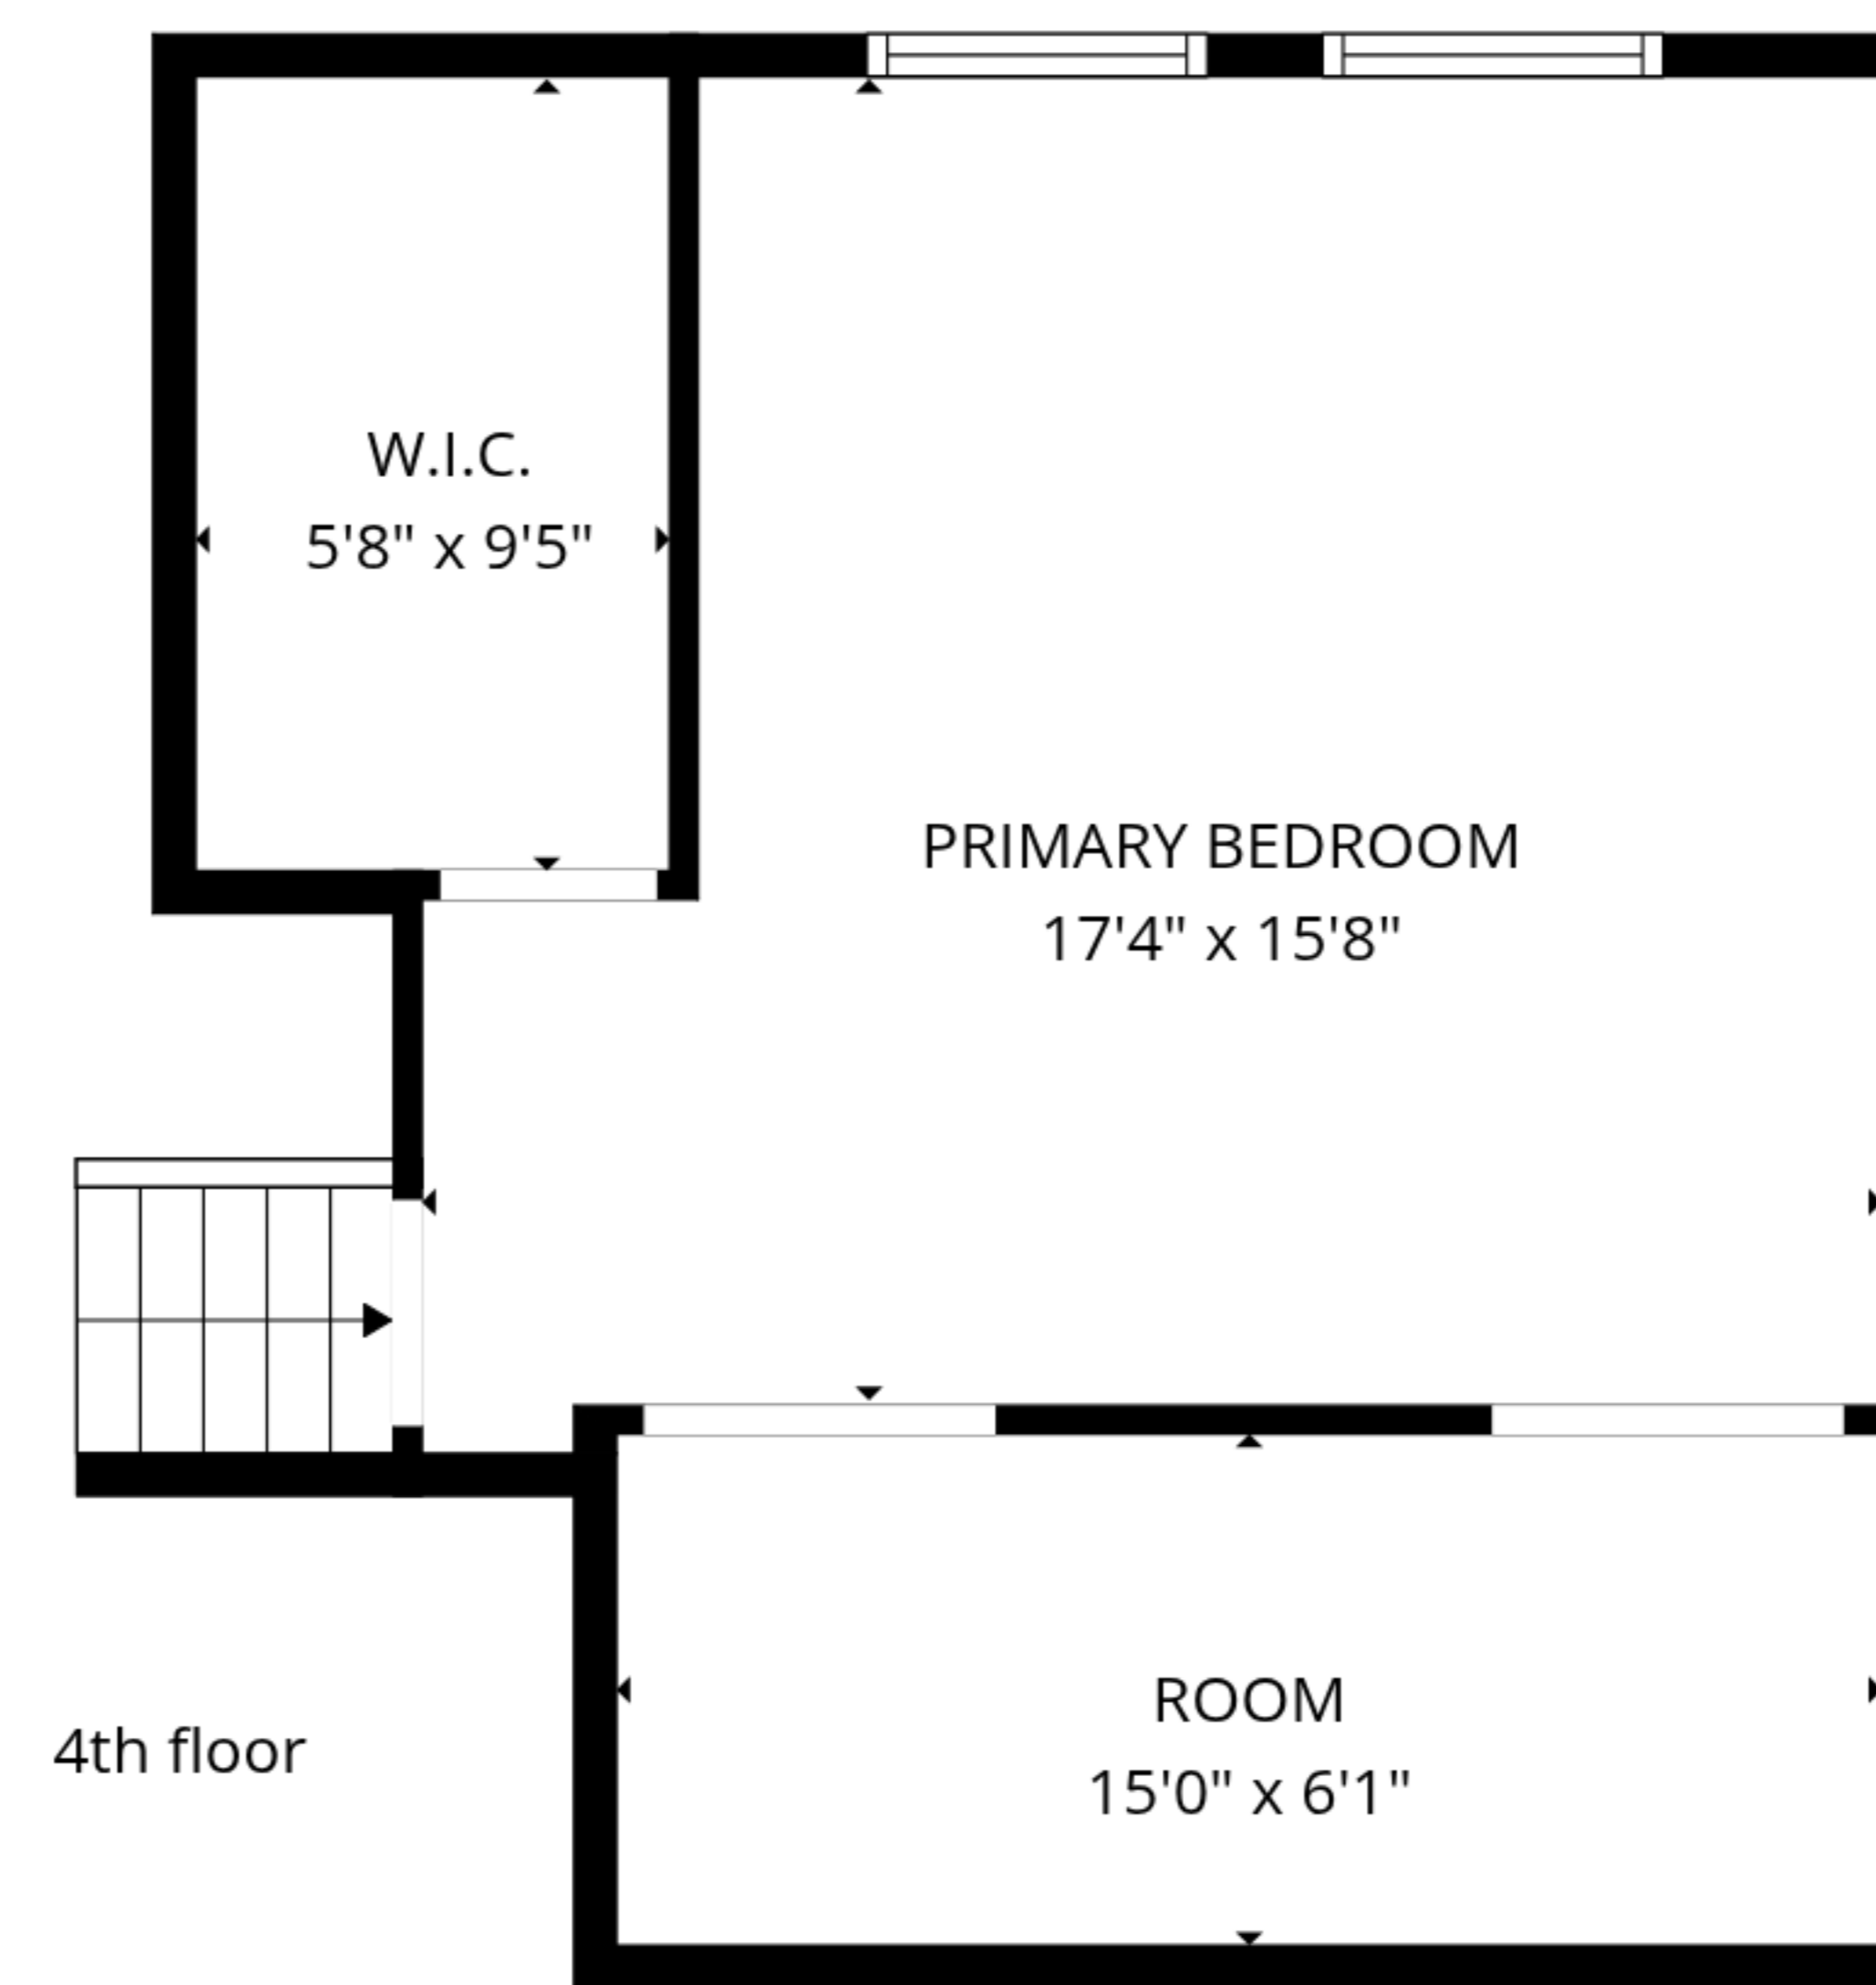 W.I.C.
5'8" x 9'5"
PRIMARY BEDROOM
17'4" x 15'8"
ROOM
15'0" x 6'1"
4th floor